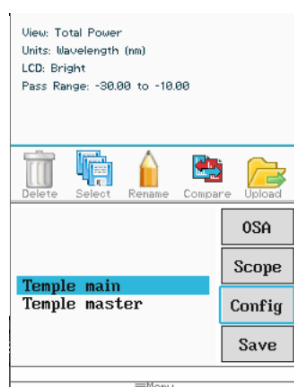 View: Total Power
Units: Wavelength (nm)
LCD: Bright
Pass Range: -30.00 to -10.00
Delete Select Rename Compare Upload
OSA
Scope
Temple main
Temple master
Config
Save
Menu